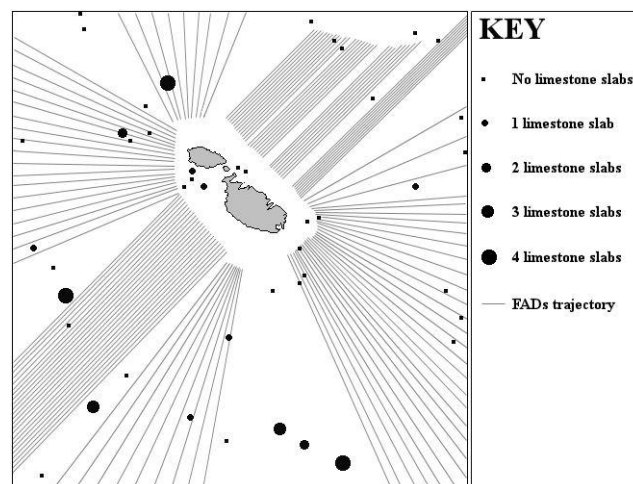 KEY
No limestone slabs
1 limestone slab
2 limestone slabs
3 limestone slabs
4 limestone slabs
FADs trajectory